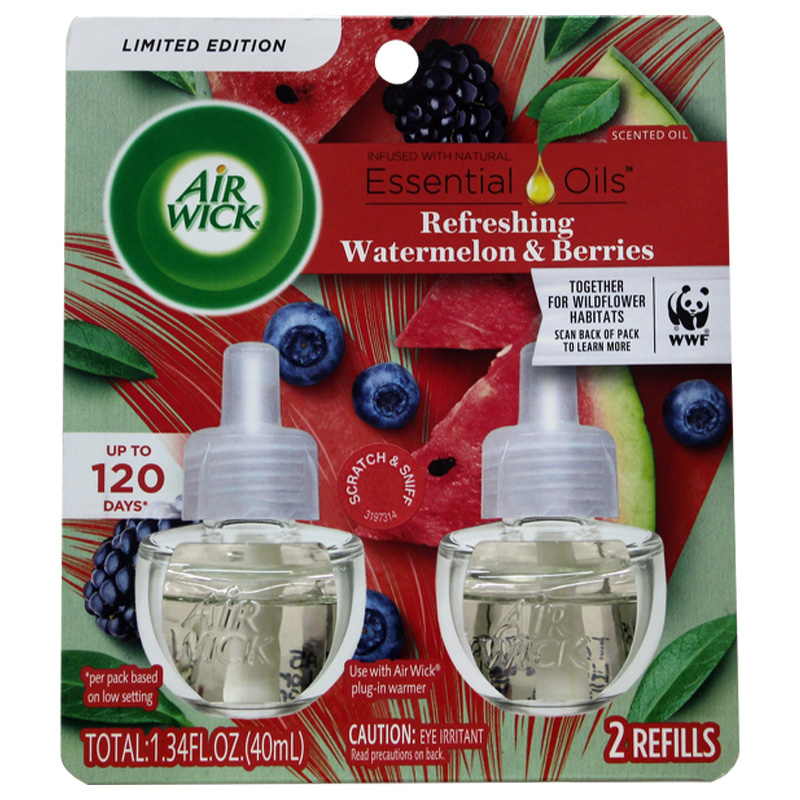 LIMITED EDITION
SCENTED OIL
AIR
WICK®
INFUSED WITH NATURAL
Essential Oils™
Refreshing
Watermelon & Berries
TOGETHER
FOR WILDFLOWER
HABITATS
SCAN BACK OF PACK
TO LEARN MORE
WWF
UP TO
120
DAYS*
SCRATCH & SNIFF
3197314
AIR
WICK
AIR
WICK
*per pack based
on low setting
Use with Air Wick®
plug-in warmer
TOTAL:1.34FL.OZ.(40mL)
CAUTION: EYE IRRITANT
Read precautions on back.
2 REFILLS